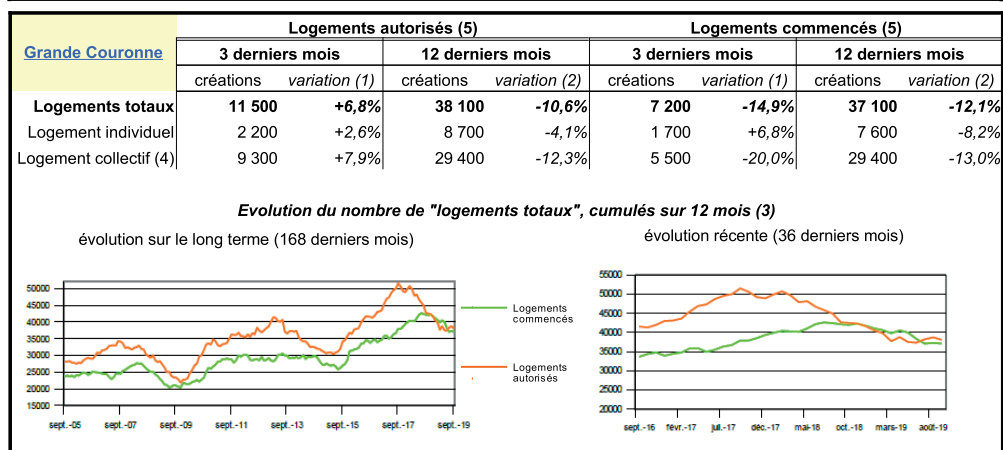 Grande Couronne
Logements autorisés (5) Logements commencés (5)
3 derniers mois 12 derniers mois 3 derniers mois 12 derniers mois
créations variation (1) créations variation (2) créations variation (1) créations variation (2)
Logements totaux 11 500 +6,8% 38 100 -10,6% 7 200 -14,9% 37 100 -12,1%
Logement individuel 2 200 +2,6% 8 700 -4,1% 1 700 +6,8% 7 600 -8,2%
Logement collectif (4) 9 300 +7,9% 29 400 -12,3% 5 500 -20,0% 29 400 -13,0%
Evolution du nombre de "logements totaux", cumulés sur 12 mois (3)
évolution sur le long terme (168 derniers mois)
50000
45000
40000
35000
30000
25000
20000
15000
sept.-05 sept.-07 sept.-09 sept.-11 sept.-13 sept.-15 sept.-17 sept.-19
Logements
commencés
Logements
autorisés
évolution récente (36 derniers mois)
55000
50000
45000
40000
35000
30000
25000
20000
sept.-16 févr.-17 juil.-17 déc.-17 mai-18 oct.-18 mars-19 août-19